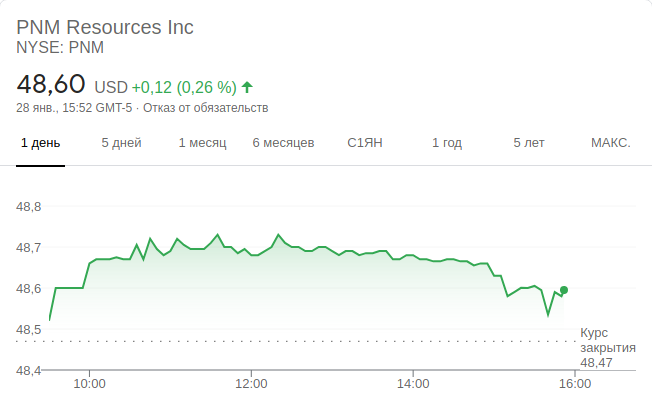 PNM Resources Inc
NYSE: PNM
48,60 USD +0,12 (0,26 %)
28 янв., 15:52 GMT-5 · Отказ от обязательств
1 день 5 дней 1 месяц 6 месяцев С1ЯН 1 год 5 лет МАКС.
48,8
48,7
48,6
48,5
Курс
закрытия
48,47
48,4
10:00 12:00 14:00 16:00